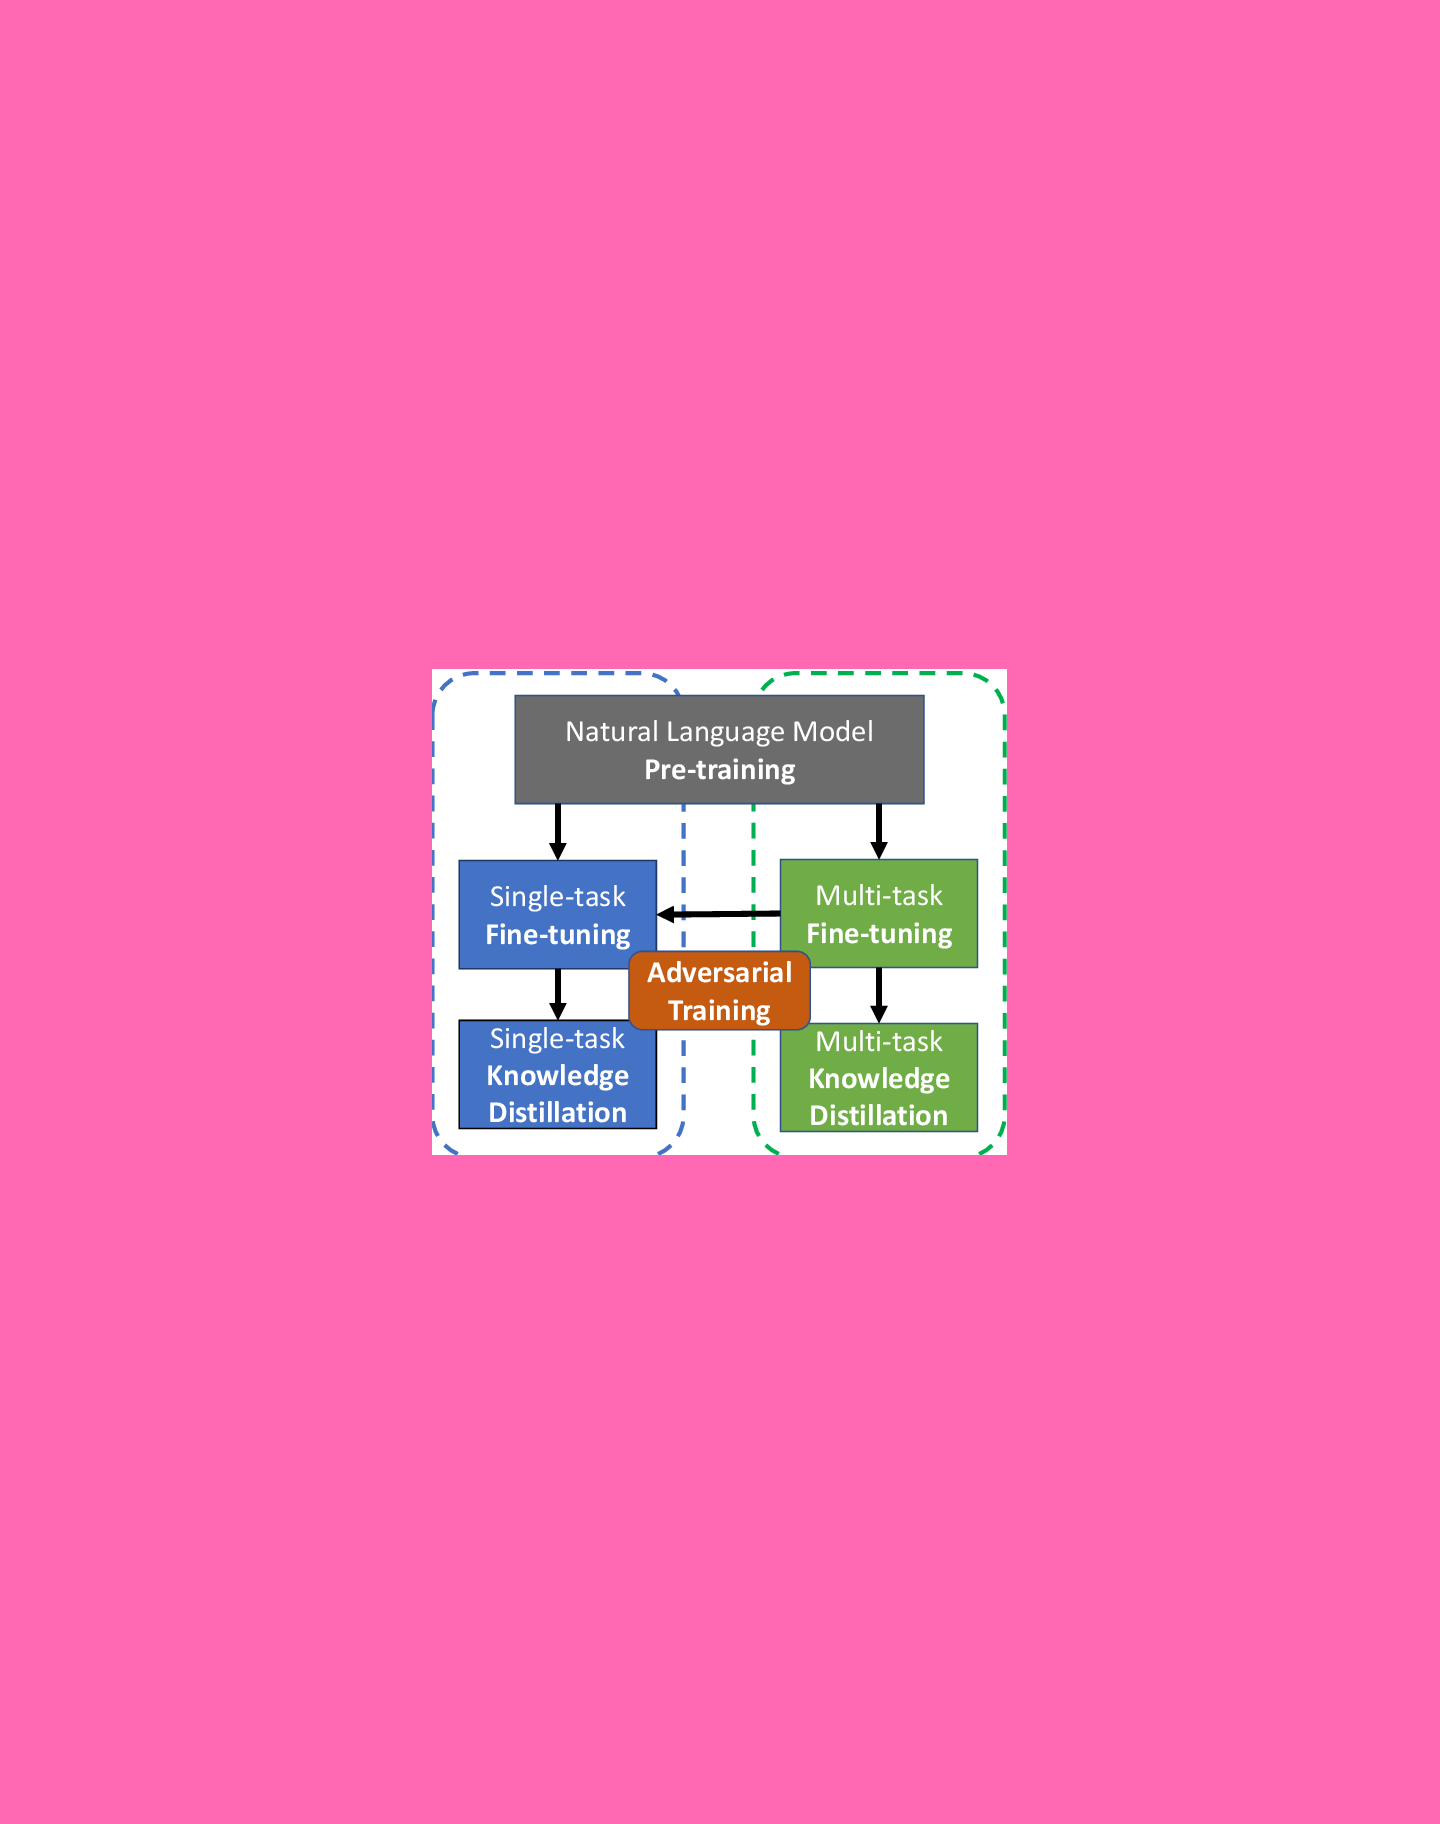 Natural Language Model
Pre-training
Single-task
Fine-tuning
Multi-task
Fine-tuning
Adversarial
Training
Single-task
Knowledge
Distillation
Multi-task
Knowledge
Distillation